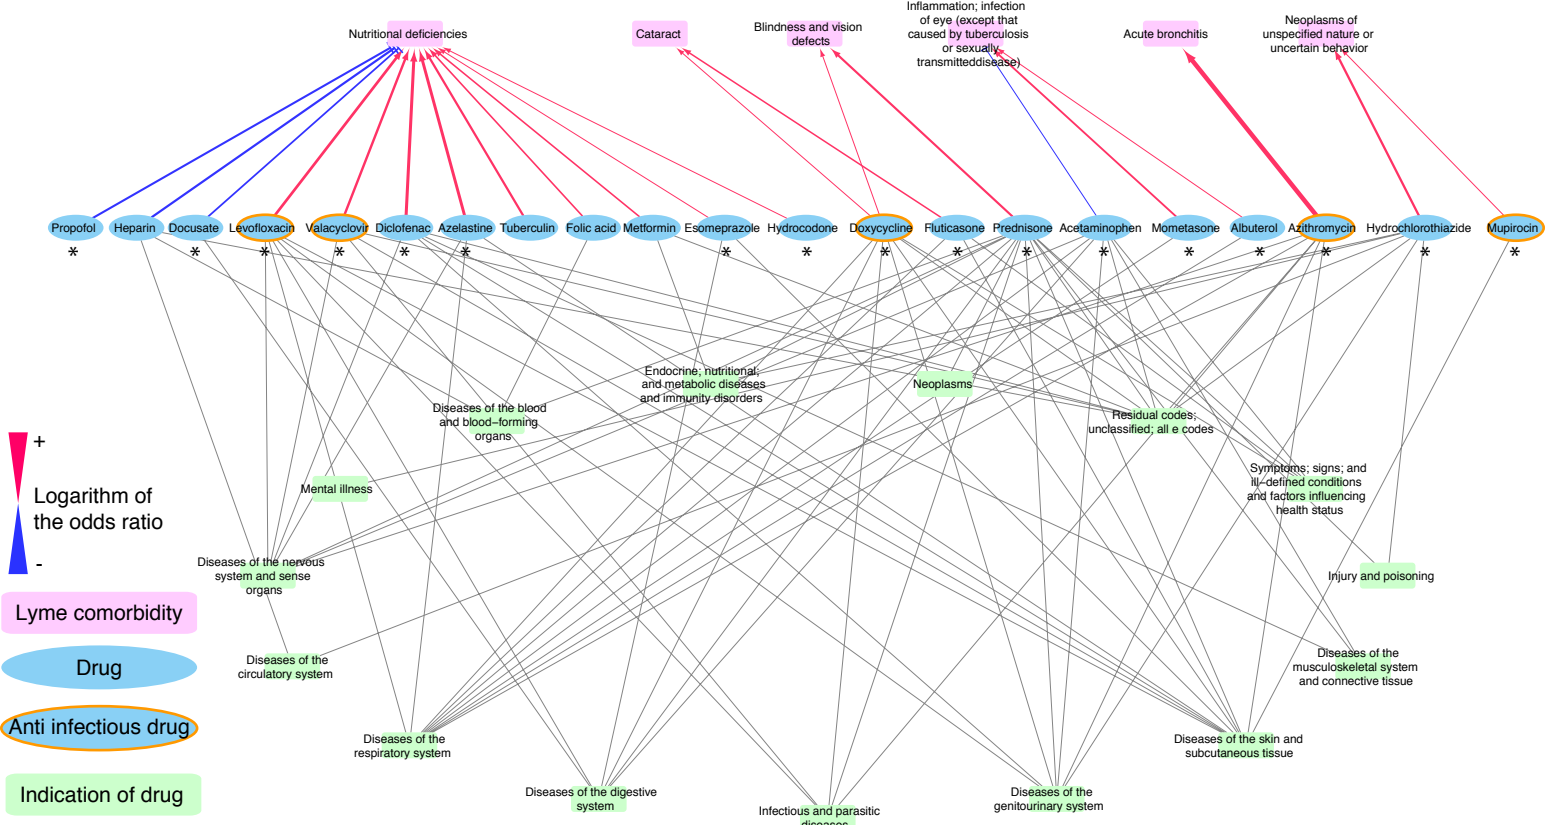 Nutritional deficiencies
Cataract
Blindness and vision
defects
Inflammation; infection
of eye (except that
caused by tuberculosis
or sexually
transmitteddisease)
Acute bronchitis
Neoplasms of
unspecified nature or
uncertain behavior
Propofol
Heparin
Docusate
Levofloxacin
Valacyclovir
Diclofenac
Azelastine
Tuberculin
Folic acid
Metformin
Esomeprazole
Hydrocodone
Doxycycline
Fluticasone
Prednisone
Acetaminophen
Mometasone
Albuterol
Azithromycin
Hydrochlorothiazide
Mupirocin
* * * * * * * * * * * * * * * * * *
Endocrine; nutritional;
and metabolic diseases
and immunity disorders
Neoplasms
Diseases of the blood
and blood−forming
organs
Residual codes;
unclassified; all e codes
Mental illness
Symptoms; signs; and
ill−defined conditions
and factors influencing
health status
Diseases of the nervous
system and sense
organs
Injury and poisoning
Diseases of the
circulatory system
Diseases of the
musculoskeletal system
and connective tissue
Diseases of the
respiratory system
Diseases of the skin and
subcutaneous tissue
Diseases of the digestive
system
Infectious and parasitic
diseases
Diseases of the
genitourinary system
+
Logarithm of
the odds ratio
-
Lyme comorbidity
Drug
Anti infectious drug
Indication of drug